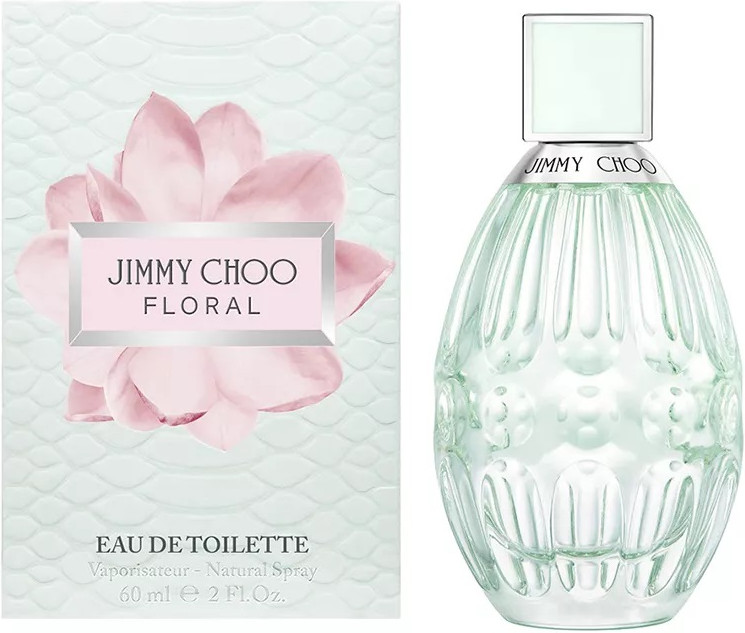 JIMMY CHOO
FLORAL
EAU DE TOILETTE
Vaporisateur - Natural Spray
60 ml ℮ 2 Fl.Oz.
JIMMY CHOO